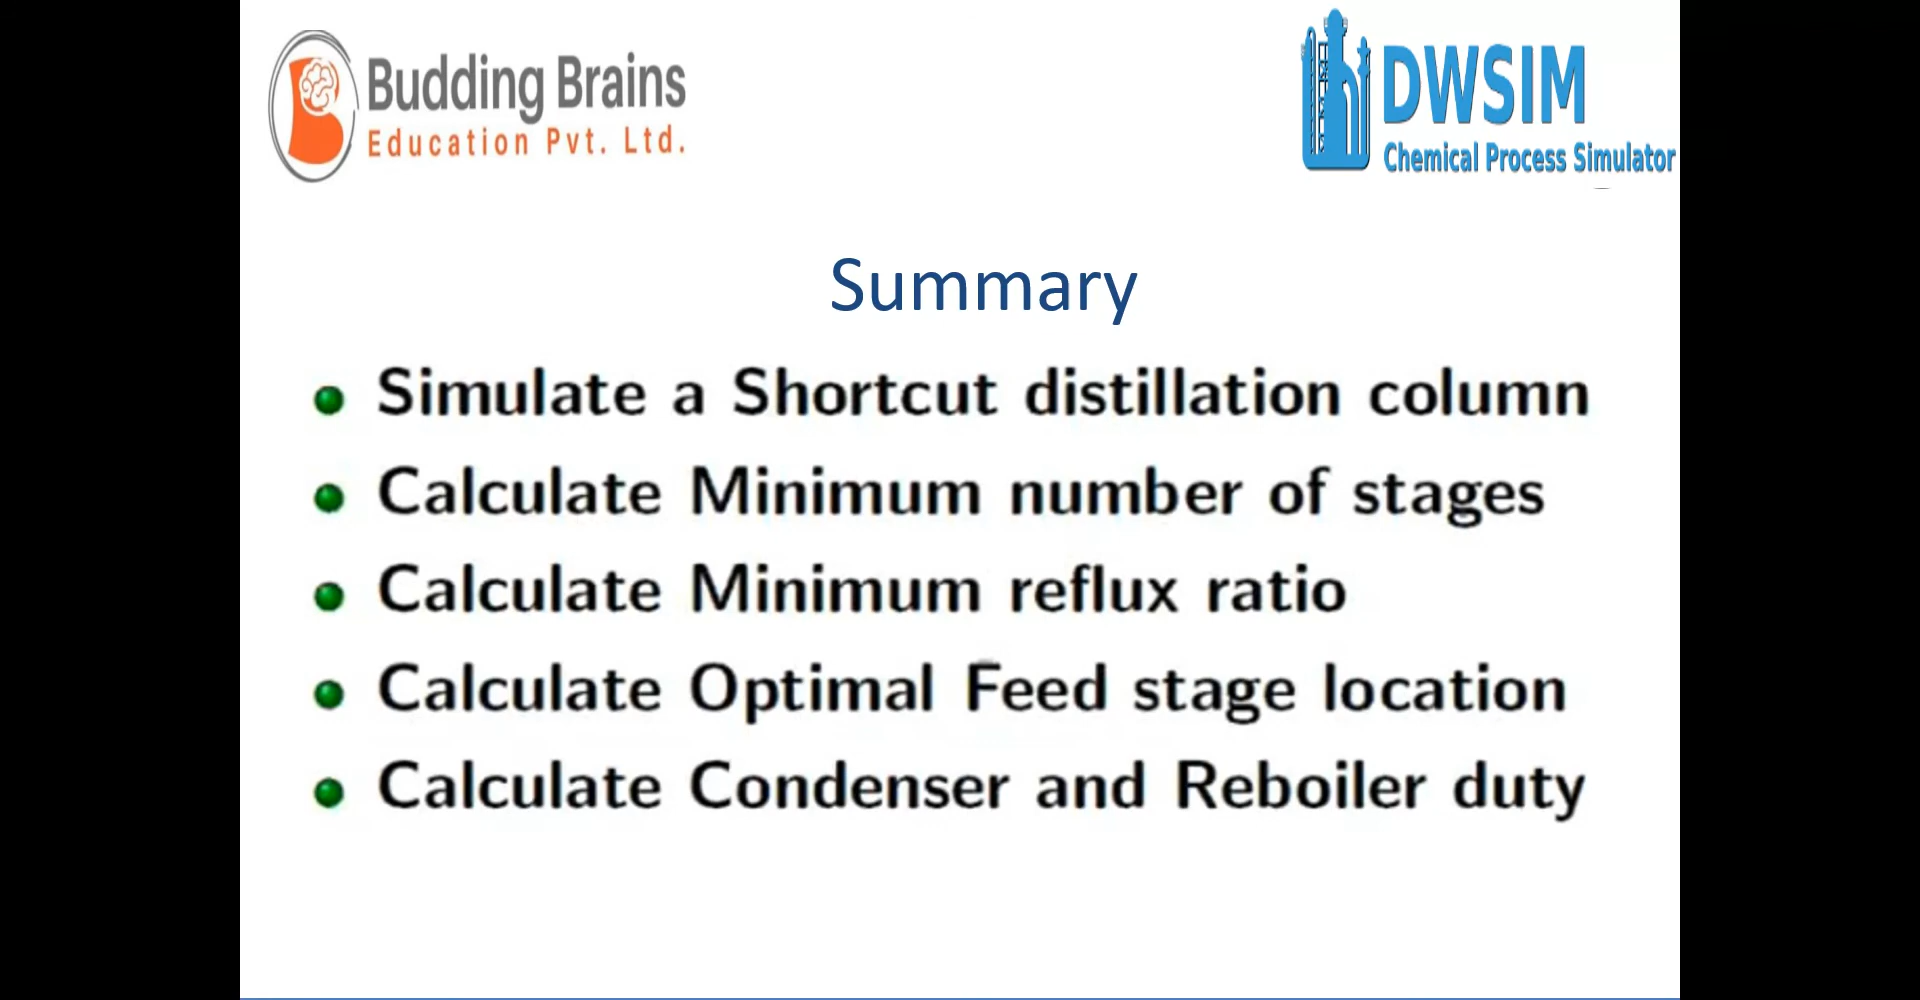 Budding Brains
Education Pvt. Ltd.
DWSIM
Chemical Process Simulator
Summary
Simulate a Shortcut distillation column
Calculate Minimum number of stages
Calculate Minimum reflux ratio
Calculate Optimal Feed stage location
Calculate Condenser and Reboiler duty